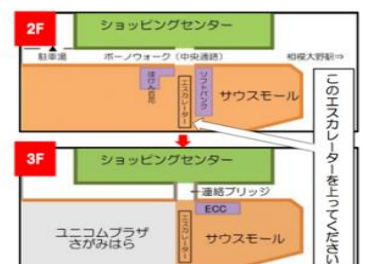 2F
ショッピングセンター
駐車場
ボーノウォーク（中央通路）
相模大野駅⇒
ほけんの窓口
エスカレーター
ソフトバンク
サウスモール
このエスカレーターを上ってください
3F
ショッピングセンター
←連絡ブリッジ
ECC
ユニコムプラザ
さがみはら
エスカレーター
サウスモール